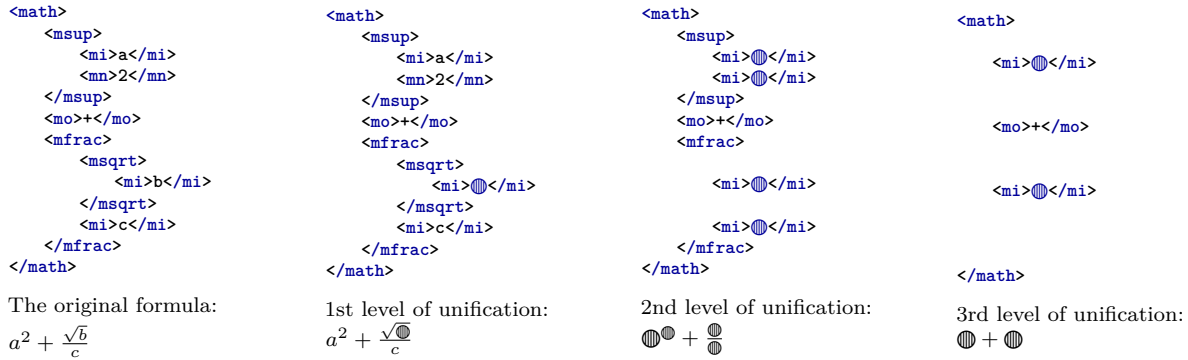 <math>
<msup>
<mi>a</mi>
<mn>2</mn>
</msup>
<mo>+</mo>
<mfrac>
<msqrt>
<mi>b</mi>
</msqrt>
<mi>c</mi>
</mfrac>
</math>
The original formula:
a² + √b/c
<math>
<msup>
<mi>a</mi>
<mn>2</mn>
</msup>
<mo>+</mo>
<mfrac>
<msqrt>
<mi>◍</mi>
</msqrt>
<mi>c</mi>
</mfrac>
</math>
1st level of unification:
a² + √◍/c
<math>
<msup>
<mi>◍</mi>
<mi>◍</mi>
</msup>
<mo>+</mo>
<mfrac>
<mi>◍</mi>
<mi>◍</mi>
</mfrac>
</math>
2nd level of unification:
◍^◍ + ◍/◍
<math>
<mi>◍</mi>
<mo>+</mo>
<mi>◍</mi>
</math>
3rd level of unification:
◍ + ◍